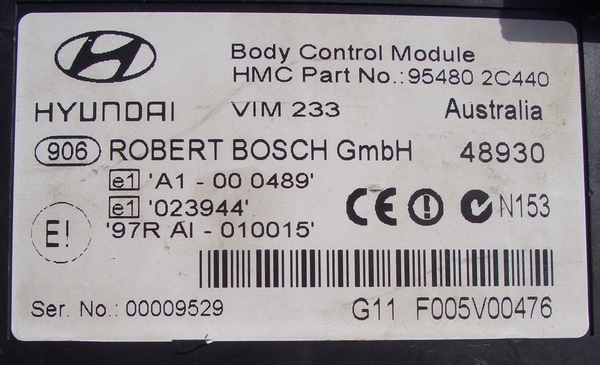 Body Control Module
HMC Part No.: 95480 2C440
HYUNDAI VIM 233 Australia
906 ROBERT BOSCH GmbH 48930
e1 'A1 - 00 0489'
e1 '023944'
CE N153
E! '97R AI - 010015'
Ser. No.: 00009529 G11 F005V00476